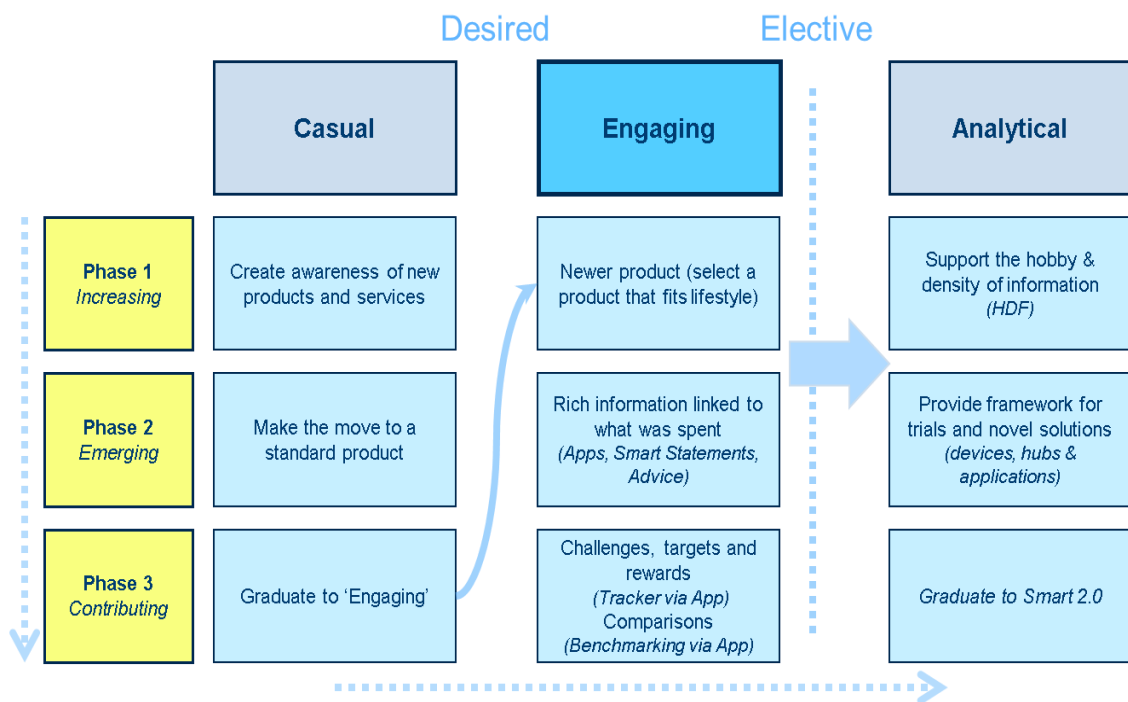 Desired
Elective
Casual
Engaging
Analytical
Phase 1
Increasing
Create awareness of new
products and services
Newer product (select a
product that fits lifestyle)
Support the hobby &
density of information
(HDF)
Phase 2
Emerging
Make the move to a
standard product
Rich information linked to
what was spent
(Apps, Smart Statements,
Advice)
Provide framework for
trials and novel solutions
(devices, hubs &
applications)
Phase 3
Contributing
Graduate to ‘Engaging’
Challenges, targets and
rewards
(Tracker via App)
Comparisons
(Benchmarking via App)
Graduate to Smart 2.0